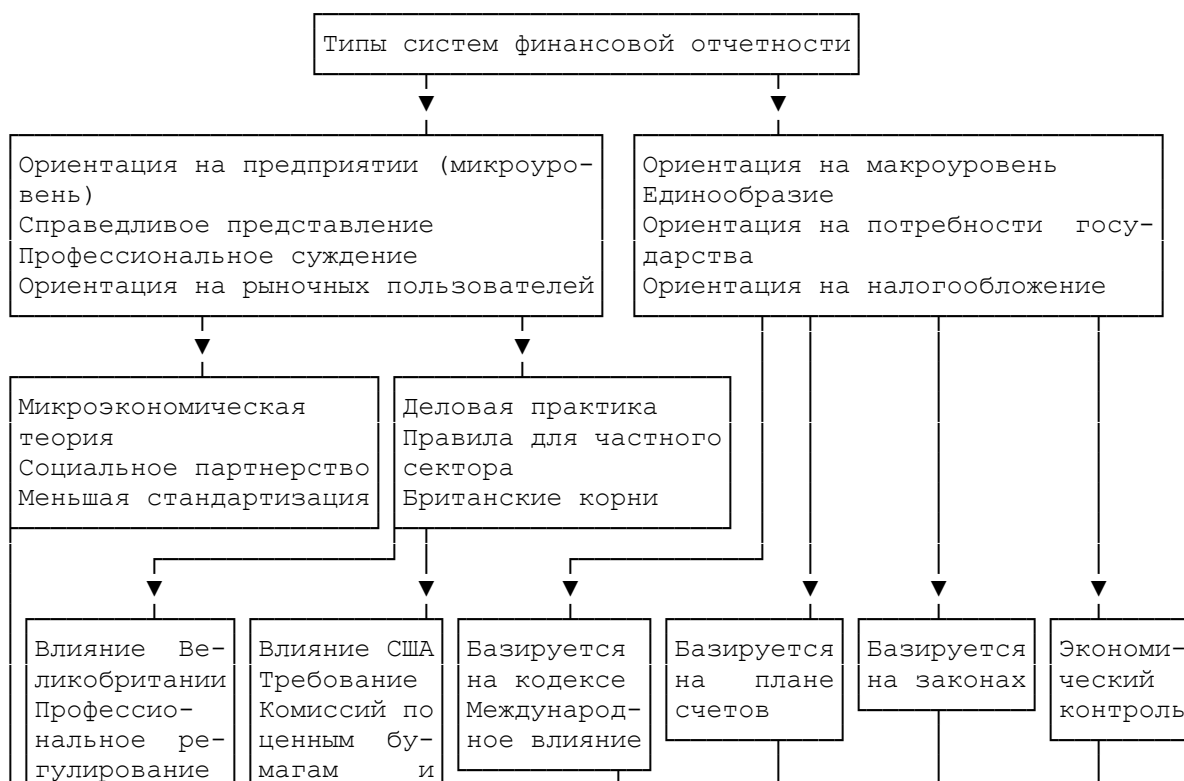 Типы систем финансовой отчетности
Ориентация на предприятии (микроуро-
вень)
Справедливое представление
Профессиональное суждение
Ориентация на рыночных пользователей
Ориентация на макроуровень
Единообразие
Ориентация на потребности госу-
дарства
Ориентация на налогообложение
Микроэкономическая
теория
Социальное партнерство
Меньшая стандартизация
Деловая практика
Правила для частного
сектора
Британские корни
Влияние Ве-
ликобритании
Профессио-
нальное ре-
гулирование
Влияние США
Требование
Комиссий по
ценным бу-
магам и
Базируется
на кодексе
Международ-
ное влияние
Базируется
на плане
счетов
Базируется
на законах
Экономи-
ческий
контроль